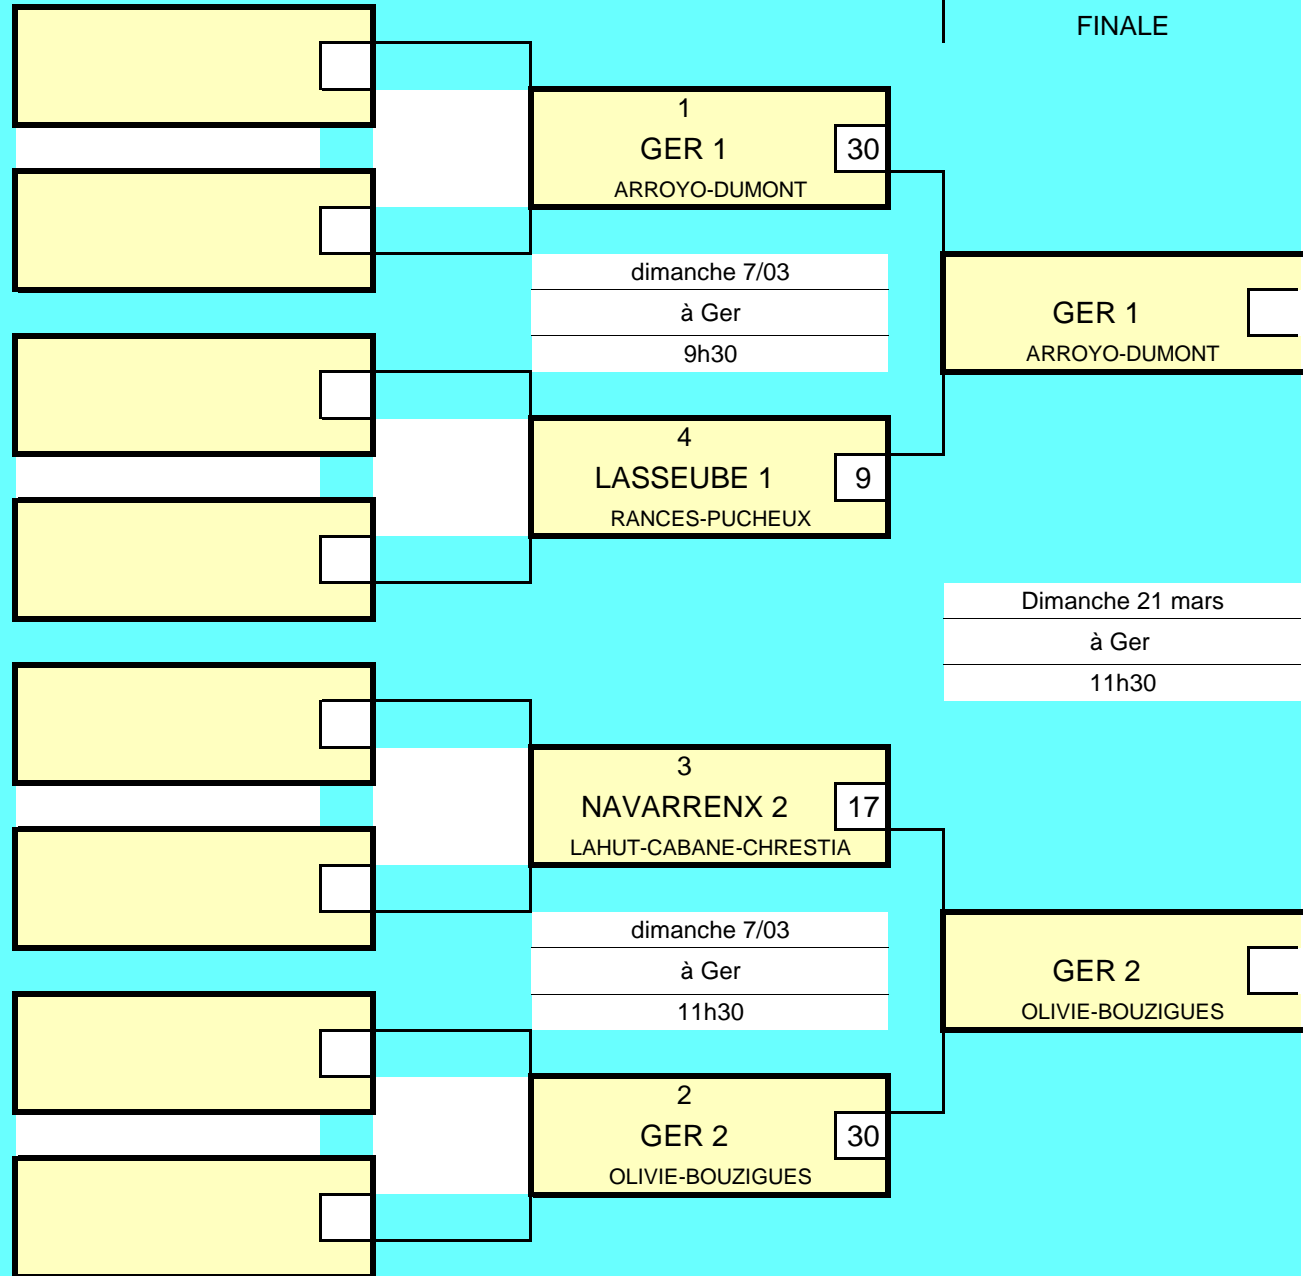 FINALE
1
GER 1
30
ARROYO-DUMONT
dimanche 7/03
à Ger
9h30
GER 1
ARROYO-DUMONT
4
LASSEUBE 1
9
RANCES-PUCHEUX
Dimanche 21 mars
à Ger
11h30
3
NAVARRENX 2
17
LAHUT-CABANE-CHRESTIA
dimanche 7/03
à Ger
11h30
GER 2
OLIVIE-BOUZIGUES
2
GER 2
30
OLIVIE-BOUZIGUES